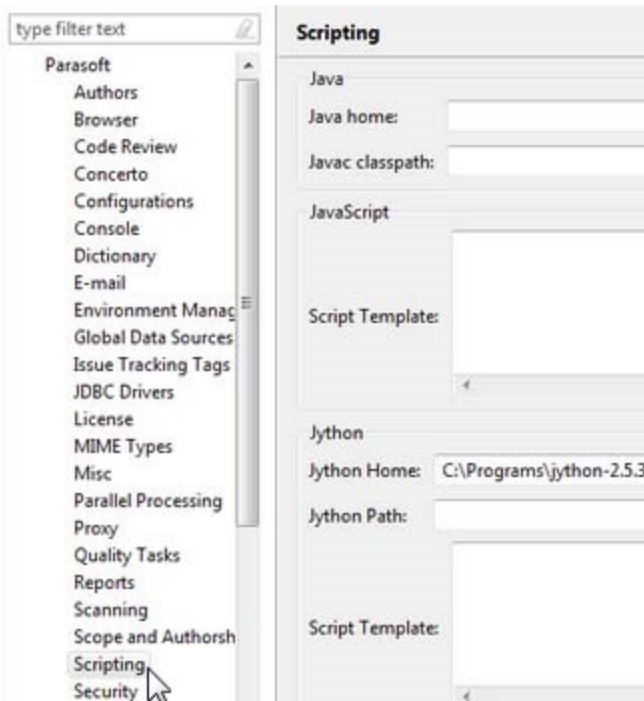 type filter text
Parasoft
Authors
Browser
Code Review
Concerto
Configurations
Console
Dictionary
E-mail
Environment Manag
Global Data Sources
Issue Tracking Tags
JDBC Drivers
License
MIME Types
Misc
Parallel Processing
Proxy
Quality Tasks
Reports
Scanning
Scope and Authorsh
Scripting
Security
Scripting
Java
Java home:
Javac classpath:
JavaScript
Script Template:
Jython
Jython Home: C:\Programs\jython-2.5.3
Jython Path:
Script Template: